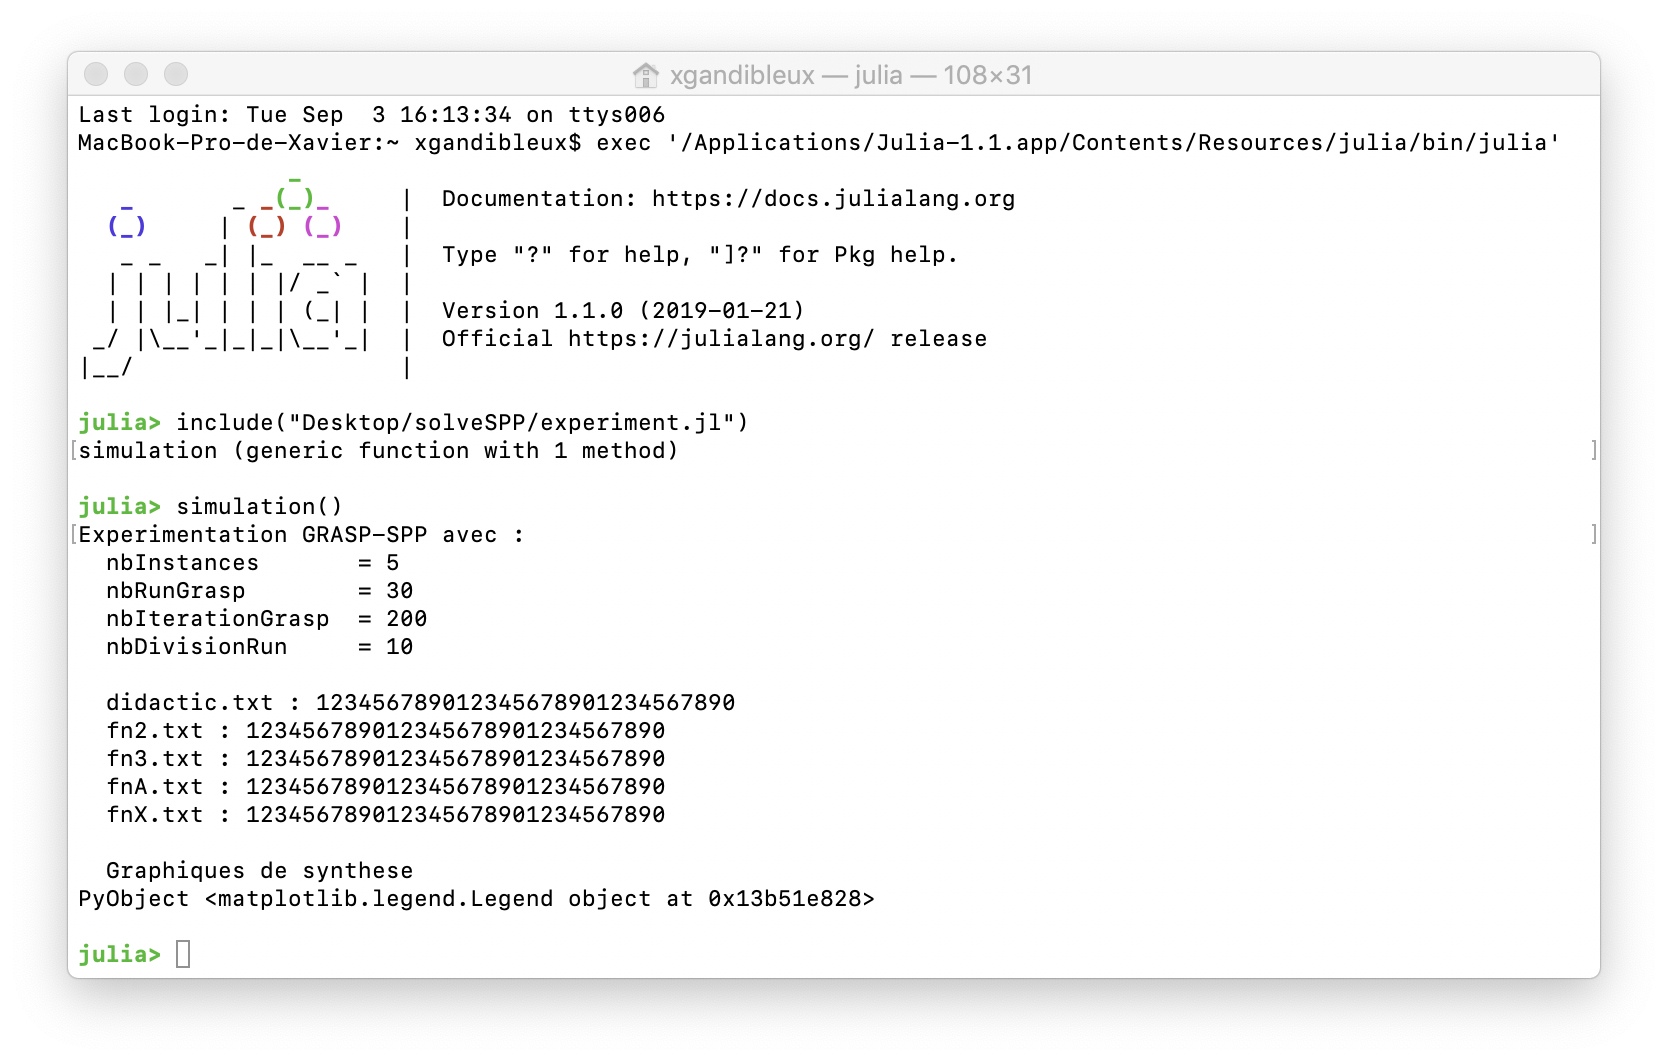 xgandibleux — julia — 108×31
Last login: Tue Sep  3 16:13:34 on ttys006
MacBook-Pro-de-Xavier:~ xgandibleux$ exec '/Applications/Julia-1.1.app/Contents/Resources/julia/bin/julia'
               _
   _       _ _(_)_     |  Documentation: https://docs.julialang.org
  (_)     | (_) (_)    |
   _ _   _| |_  __ _   |  Type "?" for help, "]?" for Pkg help.
  | | | | | | |/ _` |  |
  | | |_| | | | (_| |  |  Version 1.1.0 (2019-01-21)
 _/ |\__'_|_|_|\__'_|  |  Official https://julialang.org/ release
|__/                   |
julia> include("Desktop/solveSPP/experiment.jl")
[simulation (generic function with 1 method) ]
julia> simulation()
[Experimentation GRASP-SPP avec : ]
  nbInstances       = 5
  nbRunGrasp        = 30
  nbIterationGrasp  = 200
  nbDivisionRun     = 10
  didactic.txt : 123456789012345678901234567890
  fn2.txt : 123456789012345678901234567890
  fn3.txt : 123456789012345678901234567890
  fnA.txt : 123456789012345678901234567890
  fnX.txt : 123456789012345678901234567890
  Graphiques de synthese
PyObject <matplotlib.legend.Legend object at 0x13b51e828>
julia>